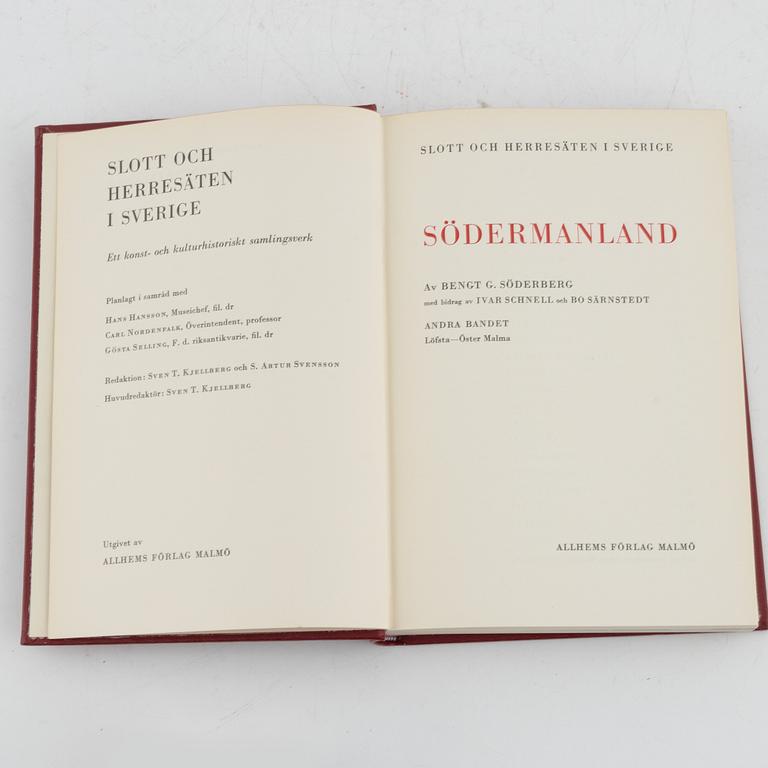 SLOTT OCH
HERRESÄTEN
I SVERIGE
Ett konst- och kulturhistoriskt samlingsverk
Planlagt i samråd med
HANS HANSSON, Museichef, fil. dr
CARL NORDENFALK, Överintendent, professor
GÖSTA SELLING, F. d. riksantikvarie, fil. dr
Redaktion: SVEN T. KJELLBERG och S. ARTUR SVENSSON
Huvudredaktör: SVEN T. KJELLBERG
Utgivet av
ALLHEMS FÖRLAG MALMÖ
SLOTT OCH HERRESÄTEN I SVERIGE
SÖDERMANLAND
Av BENGT G. SÖDERBERG
med bidrag av IVAR SCHNELL och BO SÄRNSTEDT
ANDRA BANDET
Löfsta—Öster Malma
ALLHEMS FÖRLAG MALMÖ